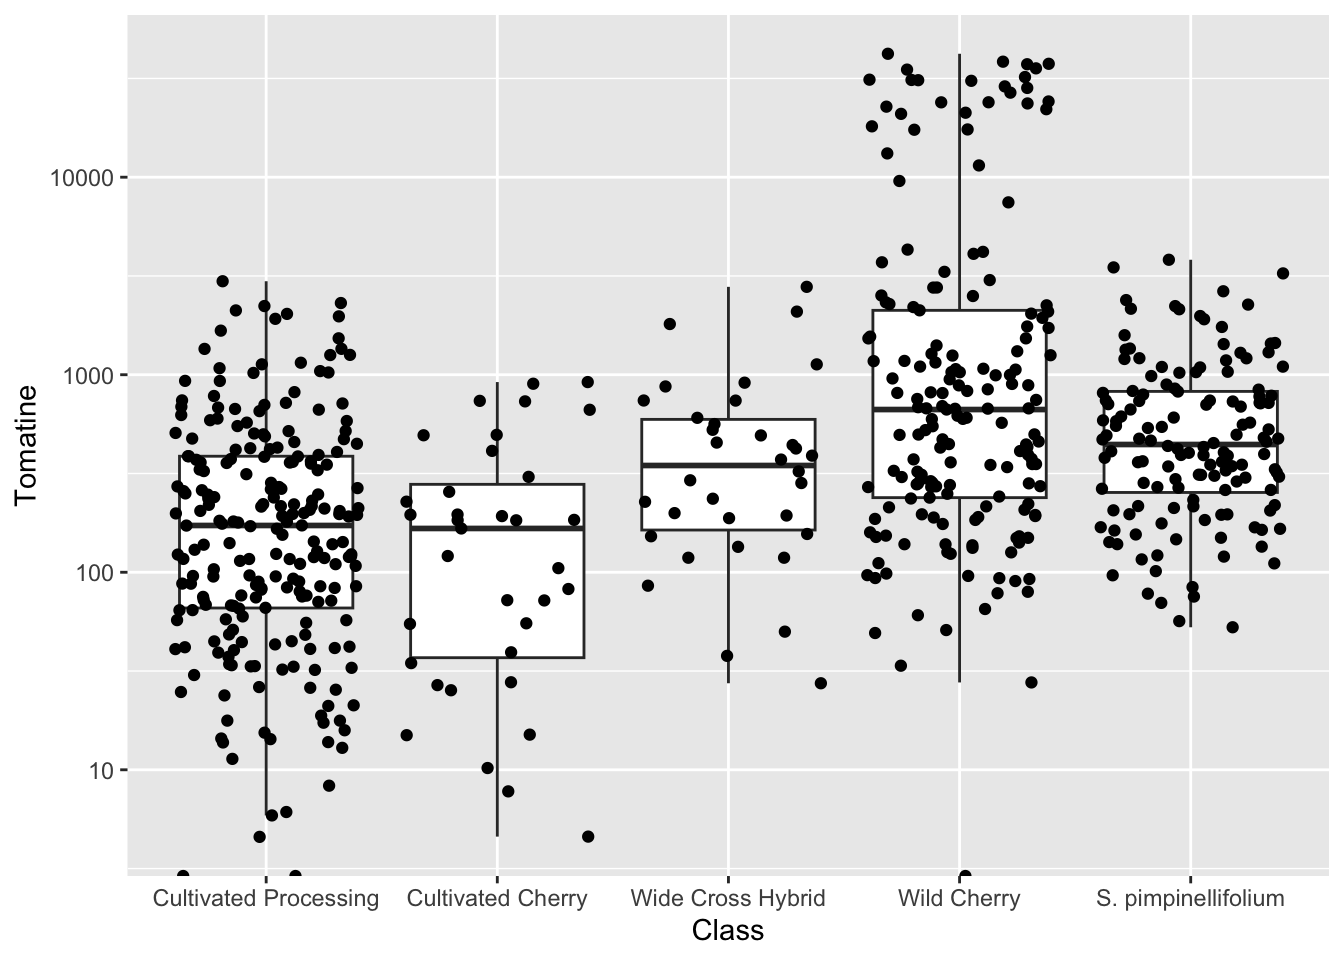 Tomatine
10000
1000
100
10
Cultivated Processing
Cultivated Cherry
Wide Cross Hybrid
Wild Cherry
S. pimpinellifolium
Class